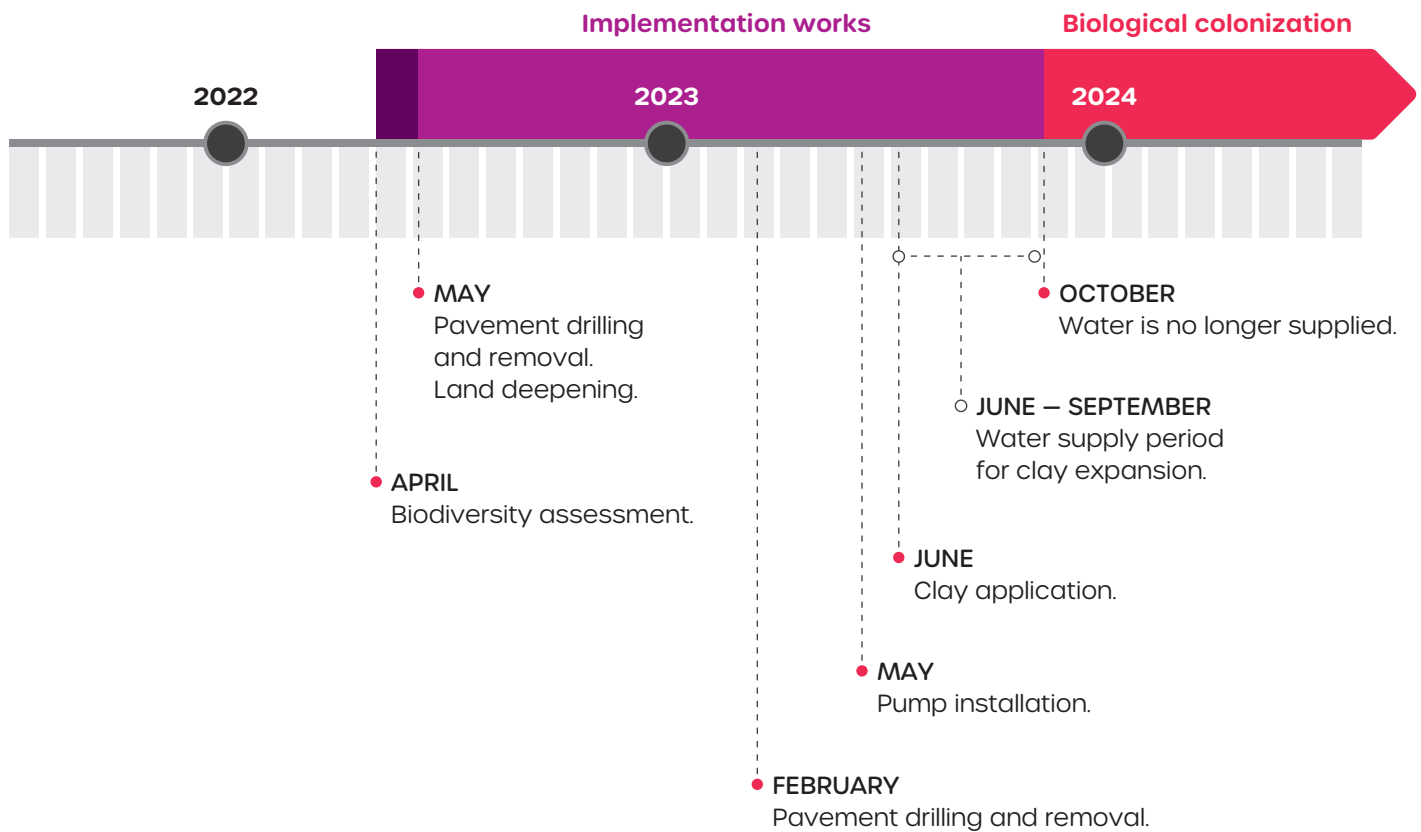 Implementation works
Biological colonization
2022
2023
2024
MAY
Pavement drilling
and removal.
Land deepening.
OCTOBER
Water is no longer supplied.
JUNE – SEPTEMBER
Water supply period
for clay expansion.
APRIL
Biodiversity assessment.
JUNE
Clay application.
MAY
Pump installation.
FEBRUARY
Pavement drilling and removal.